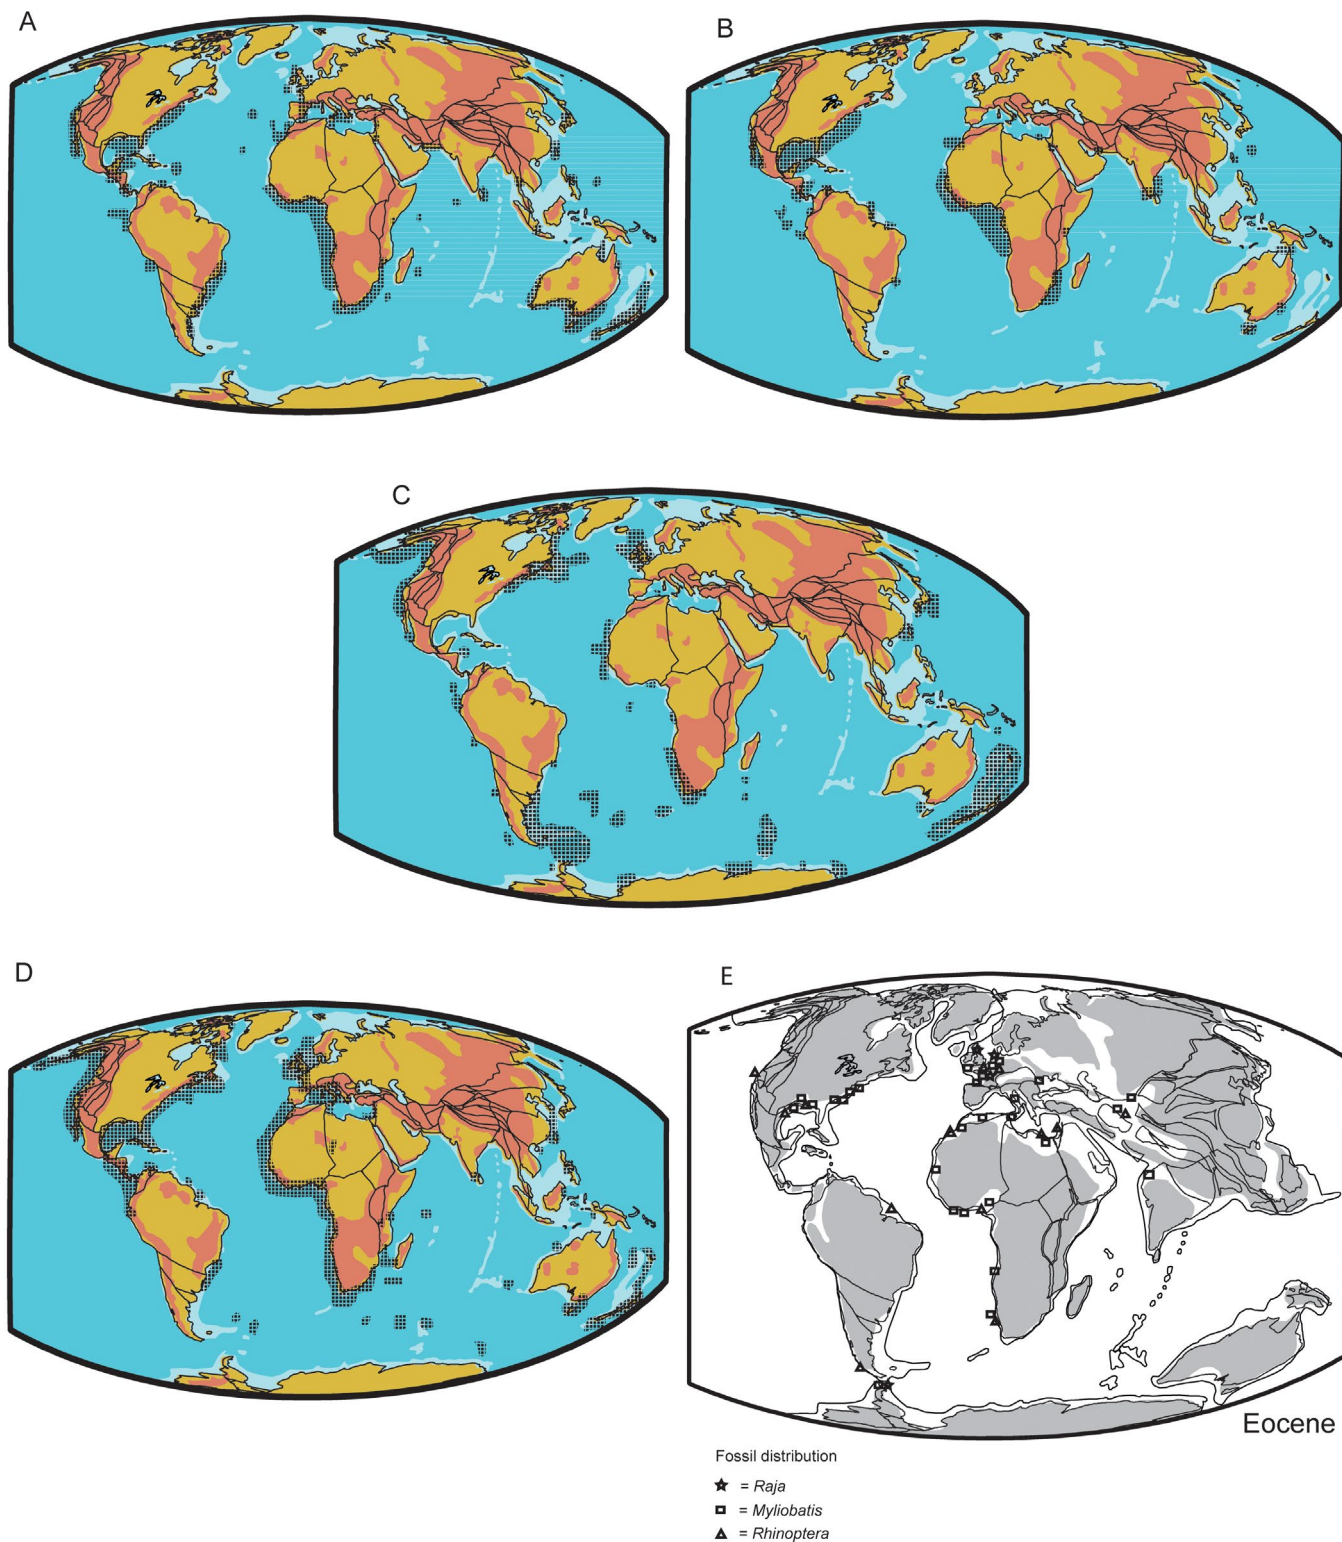 A
B
C
D
E
Eocene
Fossil distribution
= Raja
= Myliobatis
= Rhinoptera